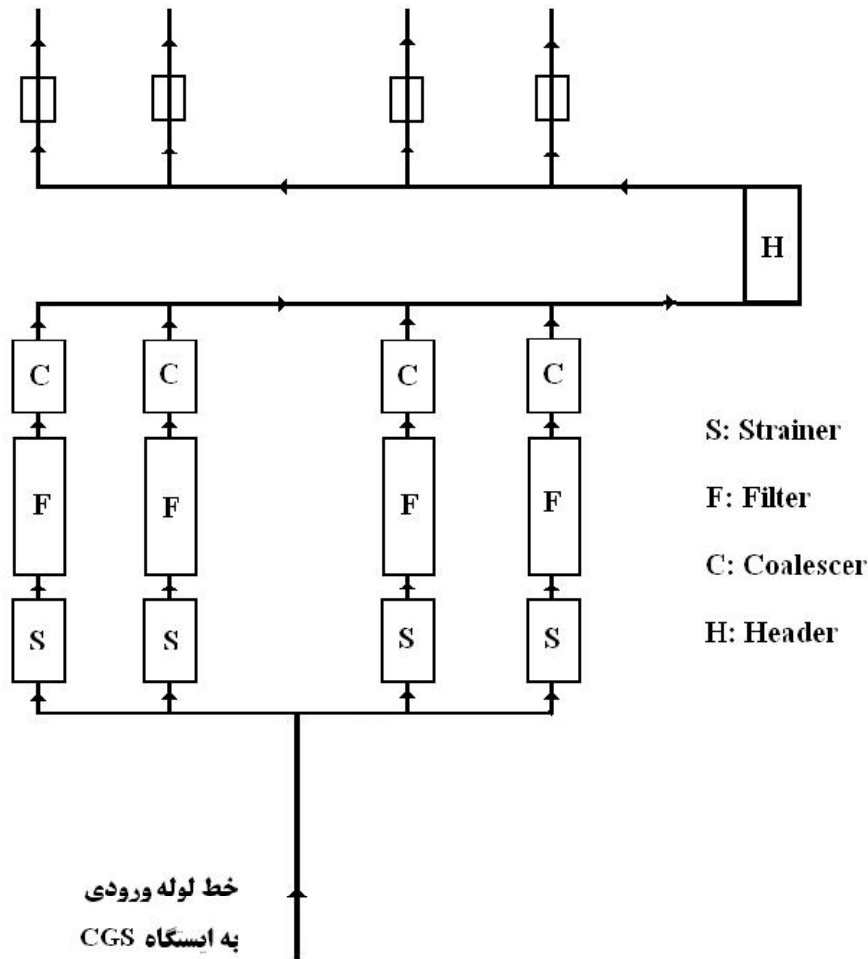 H
C C C C
F F F F
S S S S
S: Strainer
F: Filter
C: Coalescer
H: Header
خط لوله ورودی
به ایستگاه CGS